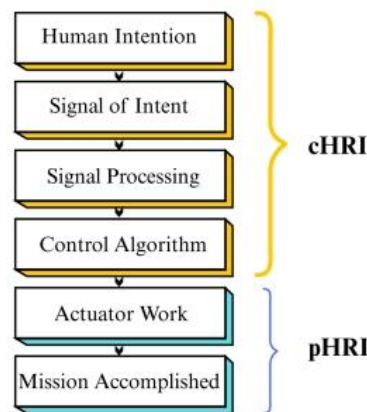 Human Intention
Signal of Intent
Signal Processing
cHRI
Control Algorithm
Actuator Work
pHRI
Mission Accomplished